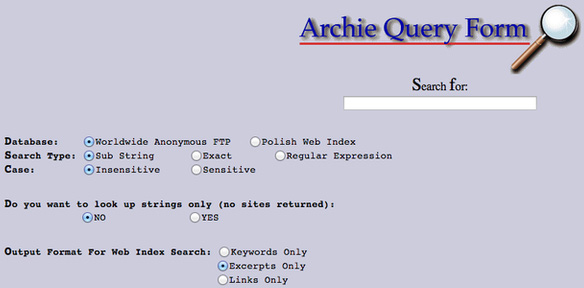 Archie Query Form
Search for:
Database: Worldwide Anonymous FTP Polish Web Index
Search Type: Sub String Exact Regular Expression
Case: Insensitive Sensitive
Do you want to look up strings only (no sites returned):
NO YES
Output Format For Web Index Search: Keywords Only
Excerpts Only
Links Only